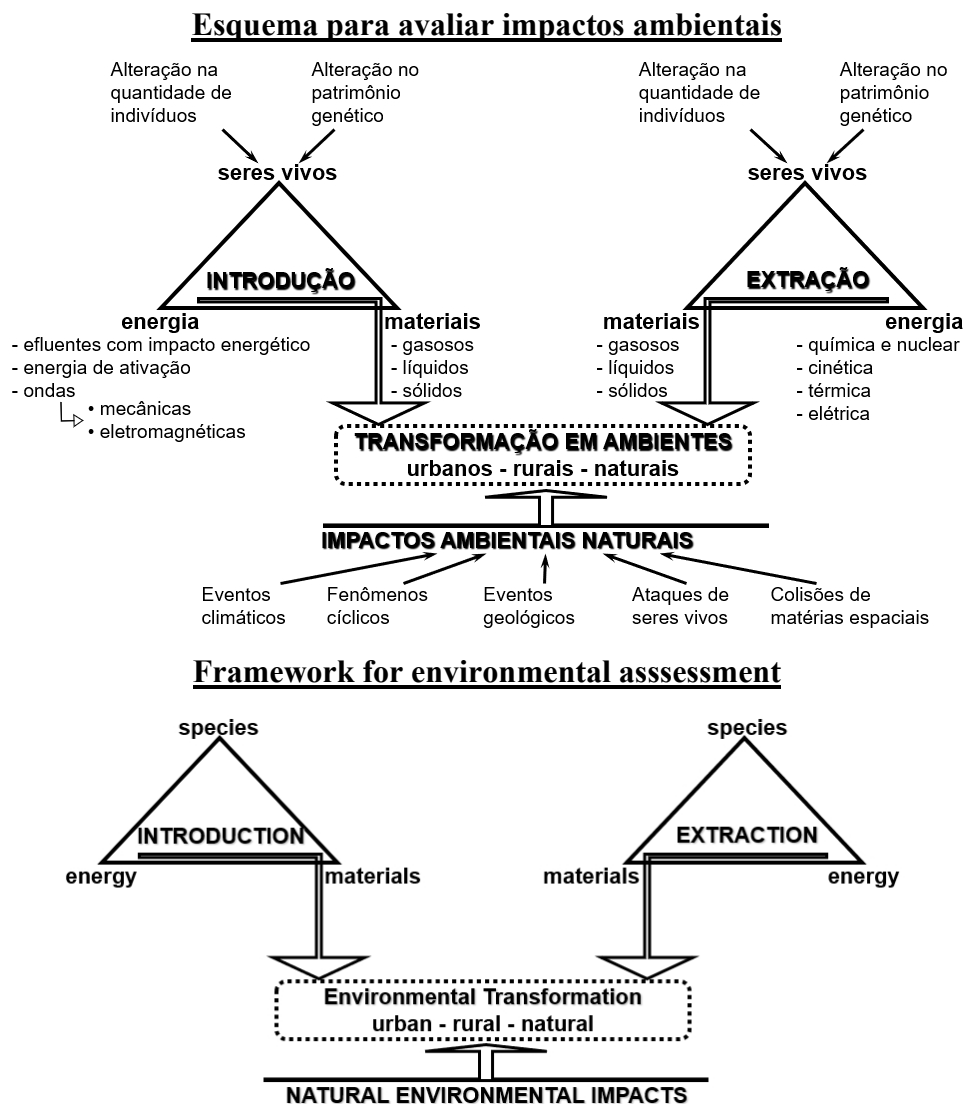 Esquema para avaliar impactos ambientais
Alteração na
quantidade de
indivíduos
Alteração no
patrimônio
genético
seres vivos
INTRODUÇÃO
energia
- efluentes com impacto energético
- energia de ativação
- ondas
• mecânicas
• eletromagnéticas
materiais
- gasosos
- líquidos
- sólidos
Alteração na
quantidade de
indivíduos
Alteração no
patrimônio
genético
seres vivos
EXTRAÇÃO
materiais
- gasosos
- líquidos
- sólidos
energia
- química e nuclear
- cinética
- térmica
- elétrica
TRANSFORMAÇÃO EM AMBIENTES
urbanos - rurais - naturais
IMPACTOS AMBIENTAIS NATURAIS
Eventos
climáticos
Fenômenos
cíclicos
Eventos
geológicos
Ataques de
seres vivos
Colisões de
matérias espaciais
Framework for environmental asssessment
species
INTRODUCTION
energy
materials
species
EXTRACTION
materials
energy
Environmental Transformation
urban - rural - natural
NATURAL ENVIRONMENTAL IMPACTS